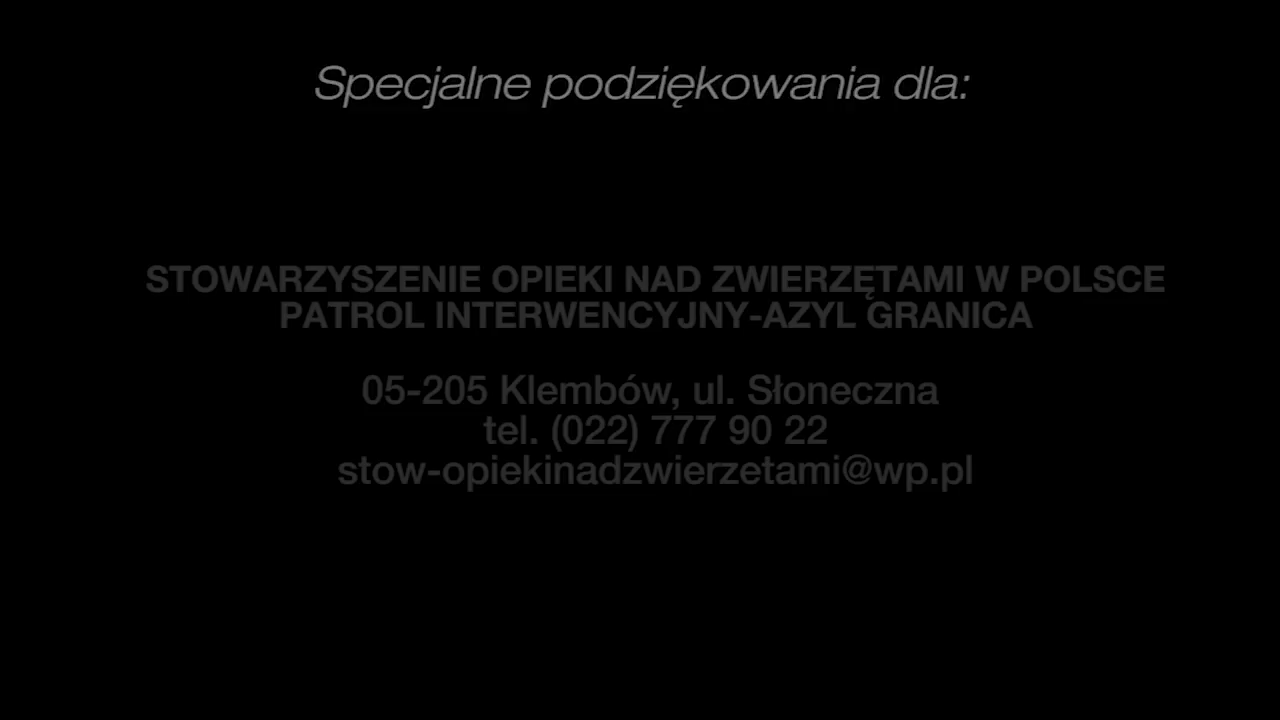 Specjalne podziękowania dla:
STOWARZYSZENIE OPIEKI NAD ZWIERZĘTAMI W POLSCE
PATROL INTERWENCYJNY-AZYL GRANICA
05-205 Klembów, ul. Słoneczna
tel. (022) 777 90 22
stow-opiekinadzwierzetami@wp.pl